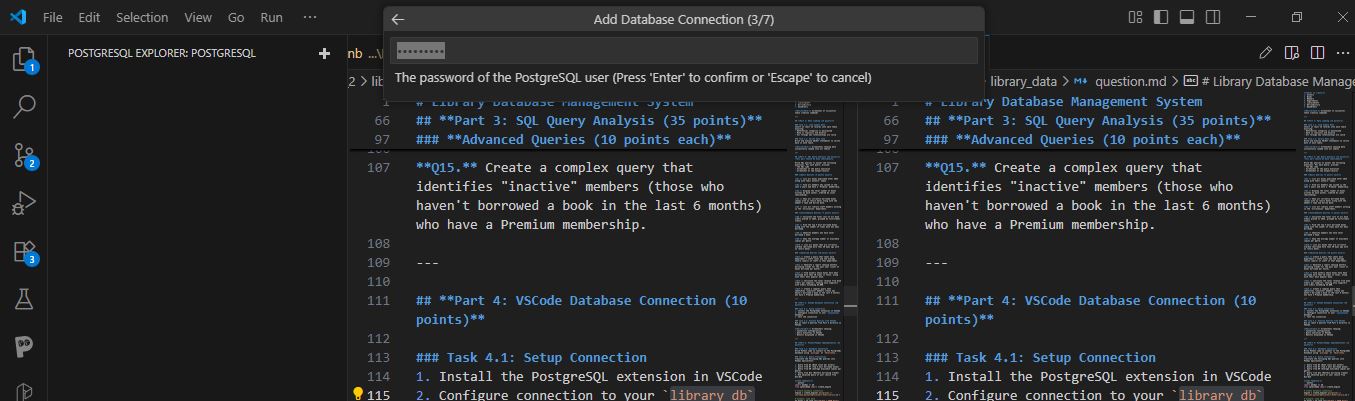 File Edit Selection View Go Run ···
Add Database Connection (3/7)
POSTGRESQL EXPLORER: POSTGRESQL
•••••••••
The password of the PostgreSQL user (Press 'Enter' to confirm or 'Escape' to cancel)
nb ...\
_2 > lib
library_data > question.md > # Library Database Manage
1
2
3
1 # Library Database Management System
66 ## **Part 3: SQL Query Analysis (35 points)**
97 ### **Advanced Queries (10 points each)**
107 **Q15.** Create a complex query that
identifies "inactive" members (those who
haven't borrowed a book in the last 6 months)
who have a Premium membership.
108
109 ---
110
111 ## **Part 4: VSCode Database Connection (10
points)**
112
113 ### Task 4.1: Setup Connection
114 1. Install the PostgreSQL extension in VSCode
115 2. Configure connection to your `library_db`
1 # Library Database Management System
66 ## **Part 3: SQL Query Analysis (35 points)**
97 ### **Advanced Queries (10 points each)**
107 **Q15.** Create a complex query that
identifies "inactive" members (those who
haven't borrowed a book in the last 6 months)
who have a Premium membership.
108
109 ---
110
111 ## **Part 4: VSCode Database Connection (10
points)**
112
113 ### Task 4.1: Setup Connection
114 1. Install the PostgreSQL extension in VSCode
115 2. Configure connection to your `library_db`